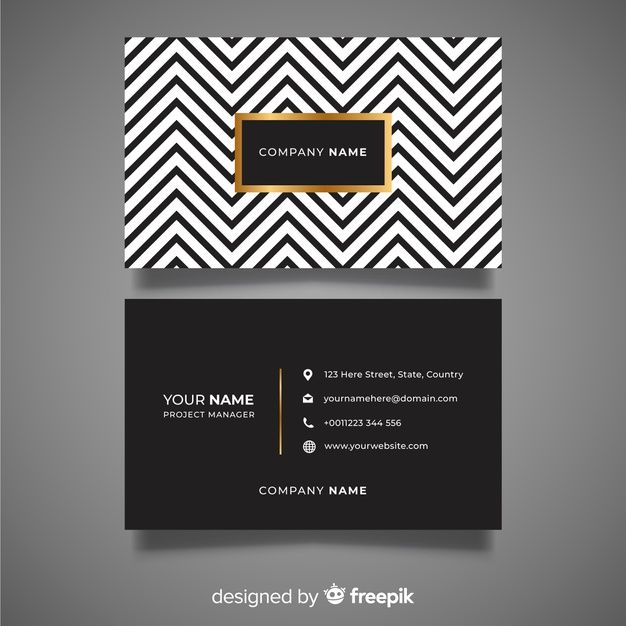 COMPANY NAME
YOUR NAME
PROJECT MANAGER
123 Here Street, State, Country
yournamehere@domain.com
+0011223 344 556
www.yourwebsite.com
COMPANY NAME
designed by freepik